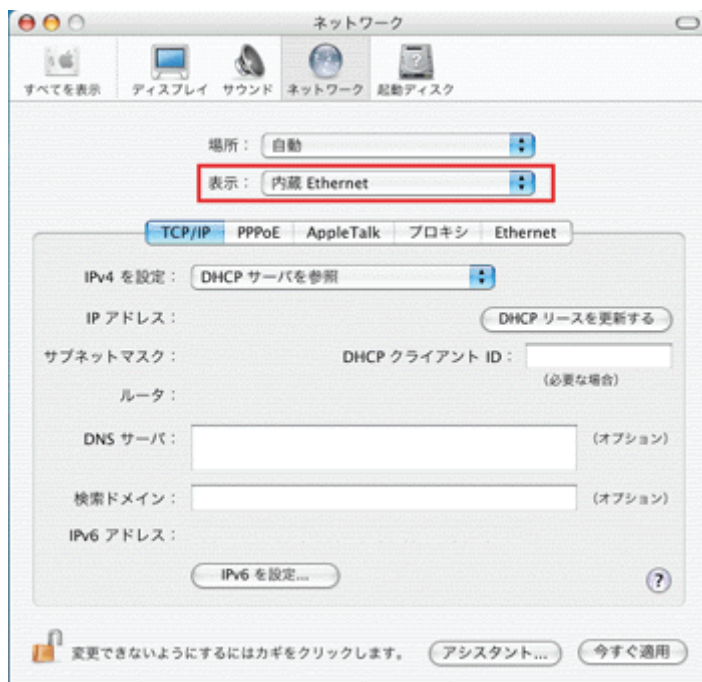 ネットワーク
すべてを表示 ディスプレイ サウンド ネットワーク 起動ディスク
場所： 自動
表示： 内蔵 Ethernet
TCP/IP PPPoE AppleTalk プロキシ Ethernet
IPv4 を設定： DHCP サーバを参照
IP アドレス： DHCP リースを更新する
サブネットマスク： DHCP クライアント ID：
（必要な場合）
ルータ：
DNS サーバ： （オプション）
検索ドメイン： （オプション）
IPv6 アドレス：
IPv6 を設定... ?
変更できないようにするにはカギをクリックします。 アシスタント... 今すぐ適用